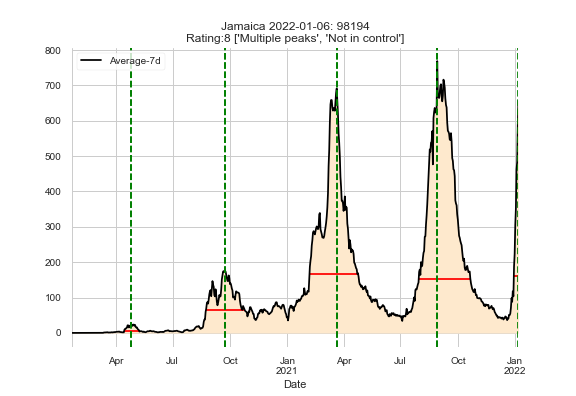 Jamaica 2022-01-06: 98194
Rating:8 ['Multiple peaks', 'Not in control']
800
Average-7d
700
600
500
400
300
200
100
0
Apr Jul Oct Jan Apr Jul Oct Jan
2021 2022
Date